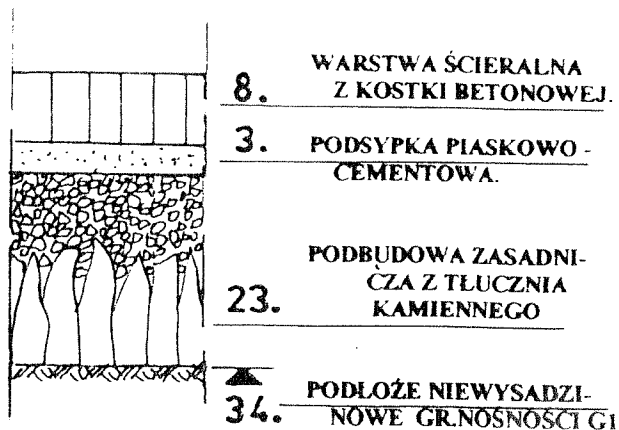 8. WARSTWA ŚCIERALNA
Z KOSTKI BETONOWEJ.
3. PODSYPKA PIASKOWO -
CEMENTOWA.
PODBUDOWA ZASADNI-
CZA Z TŁUCZNIA
23. KAMIENNEGO
PODŁOŻE NIEWYSADZI-
34. NOWE GR.NOŚNOŚCI G1